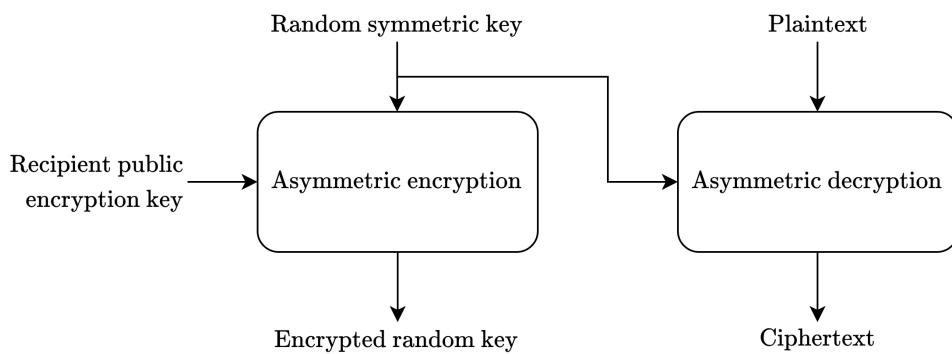 Random symmetric key
Plaintext
Recipient public
encryption key
Asymmetric encryption
Asymmetric decryption
Encrypted random key
Ciphertext